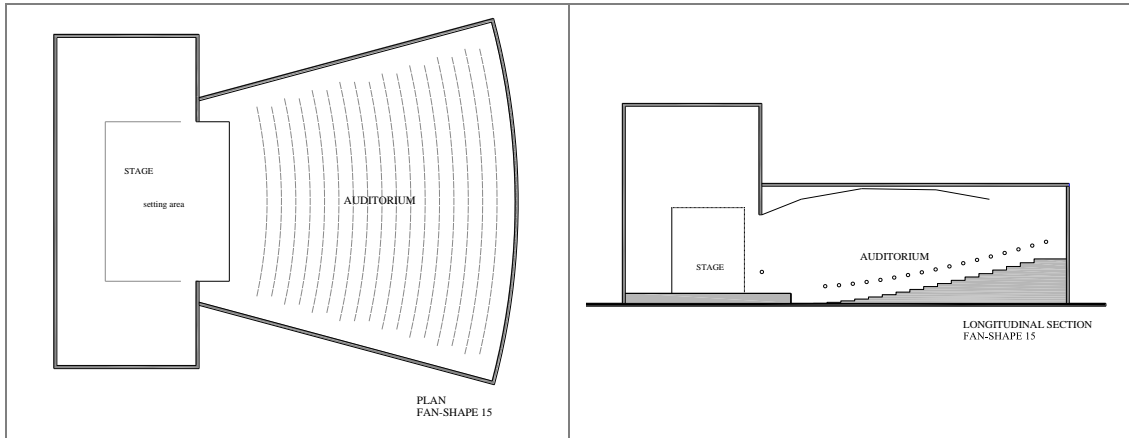 STAGE
setting area
AUDITORIUM
PLAN
FAN-SHAPE 15
AUDITORIUM
STAGE
LONGITUDINAL SECTION
FAN-SHAPE 15